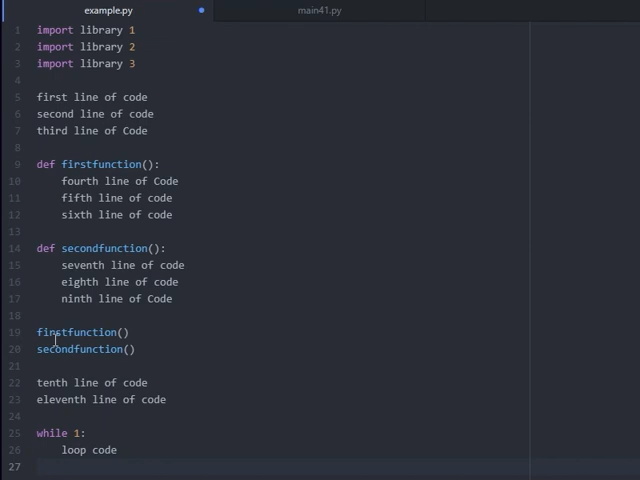 example.py main41.py
1 import library 1
2 import library 2
3 import library 3
4
5 first line of code
6 second line of code
7 third line of Code
8
9 def firstfunction():
10 fourth line of Code
11 fifth line of code
12 sixth line of code
13
14 def secondfunction():
15 seventh line of code
16 eighth line of code
17 ninth line of Code
18
19 firstfunction()
20 secondfunction()
21
22 tenth line of code
23 eleventh line of code
24
25 while 1:
26 loop code
27